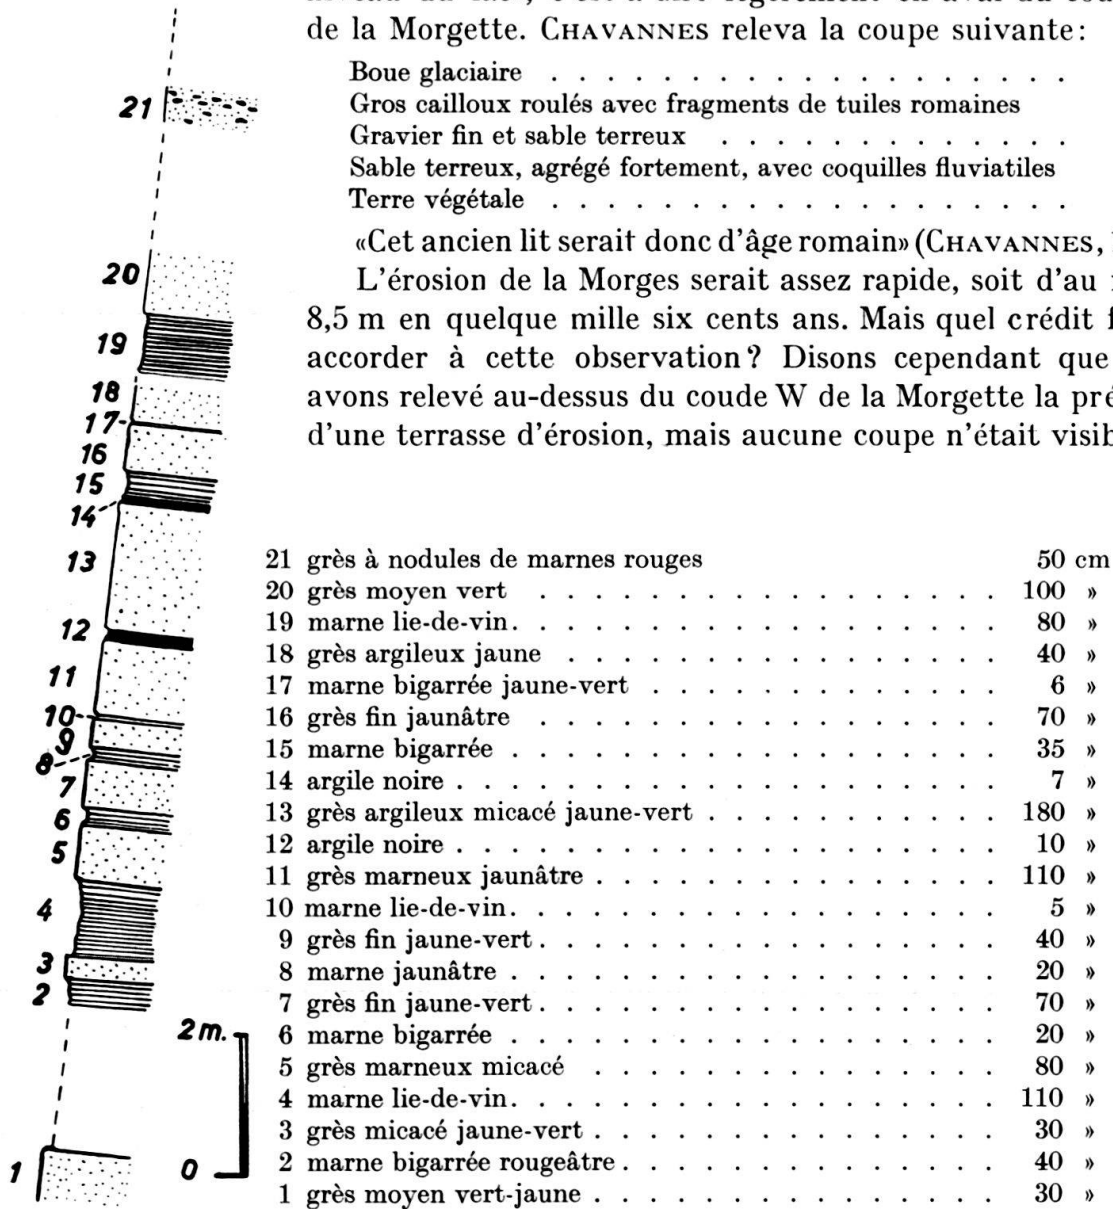 de la Morgette. CHAVANNES releva la coupe suivante:
Boue glaciaire . . . . . . . . . . . . . . . . . . .
Gros cailloux roulés avec fragments de tuiles romaines
Gravier fin et sable terreux . . . . . . . . . . . . .
Sable terreux, agrégé fortement, avec coquilles fluviatiles
Terre végétale . . . . . . . . . . . . . . . . . . .
«Cet ancien lit serait donc d'âge romain» (CHAVANNES,
L'érosion de la Morges serait assez rapide, soit d'au
8,5 m en quelque mille six cents ans. Mais quel crédit
accorder à cette observation? Disons cependant que
avons relevé au-dessus du coude W de la Morgette la
d'une terrasse d'érosion, mais aucune coupe n'était
21
20
19
18
17
16
15
14
13
12
11
10
9
8
7
6
5
4
3
2
1
2 m.
0
21 grès à nodules de marnes rouges 50 cm
20 grès moyen vert . . . . . . . . . . . . . . . . . 100 »
19 marne lie-de-vin. . . . . . . . . . . . . . . . . . 80 »
18 grès argileux jaune . . . . . . . . . . . . . . . . 40 »
17 marne bigarrée jaune-vert . . . . . . . . . . . . . 6 »
16 grès fin jaunâtre . . . . . . . . . . . . . . . . . 70 »
15 marne bigarrée . . . . . . . . . . . . . . . . . . 35 »
14 argile noire . . . . . . . . . . . . . . . . . . . . 7 »
13 grès argileux micacé jaune-vert . . . . . . . . . . . 180 »
12 argile noire . . . . . . . . . . . . . . . . . . . . 10 »
11 grès marneux jaunâtre . . . . . . . . . . . . . . . 110 »
10 marne lie-de-vin. . . . . . . . . . . . . . . . . . 5 »
9 grès fin jaune-vert . . . . . . . . . . . . . . . . . 40 »
8 marne jaunâtre . . . . . . . . . . . . . . . . . . 20 »
7 grès fin jaune-vert . . . . . . . . . . . . . . . . . 70 »
6 marne bigarrée . . . . . . . . . . . . . . . . . . 20 »
5 grès marneux micacé . . . . . . . . . . . . . . . 80 »
4 marne lie-de-vin. . . . . . . . . . . . . . . . . . 110 »
3 grès micacé jaune-vert . . . . . . . . . . . . . . . 30 »
2 marne bigarrée rougeâtre . . . . . . . . . . . . . . 40 »
1 grès moyen vert-jaune . . . . . . . . . . . . . . . 30 »